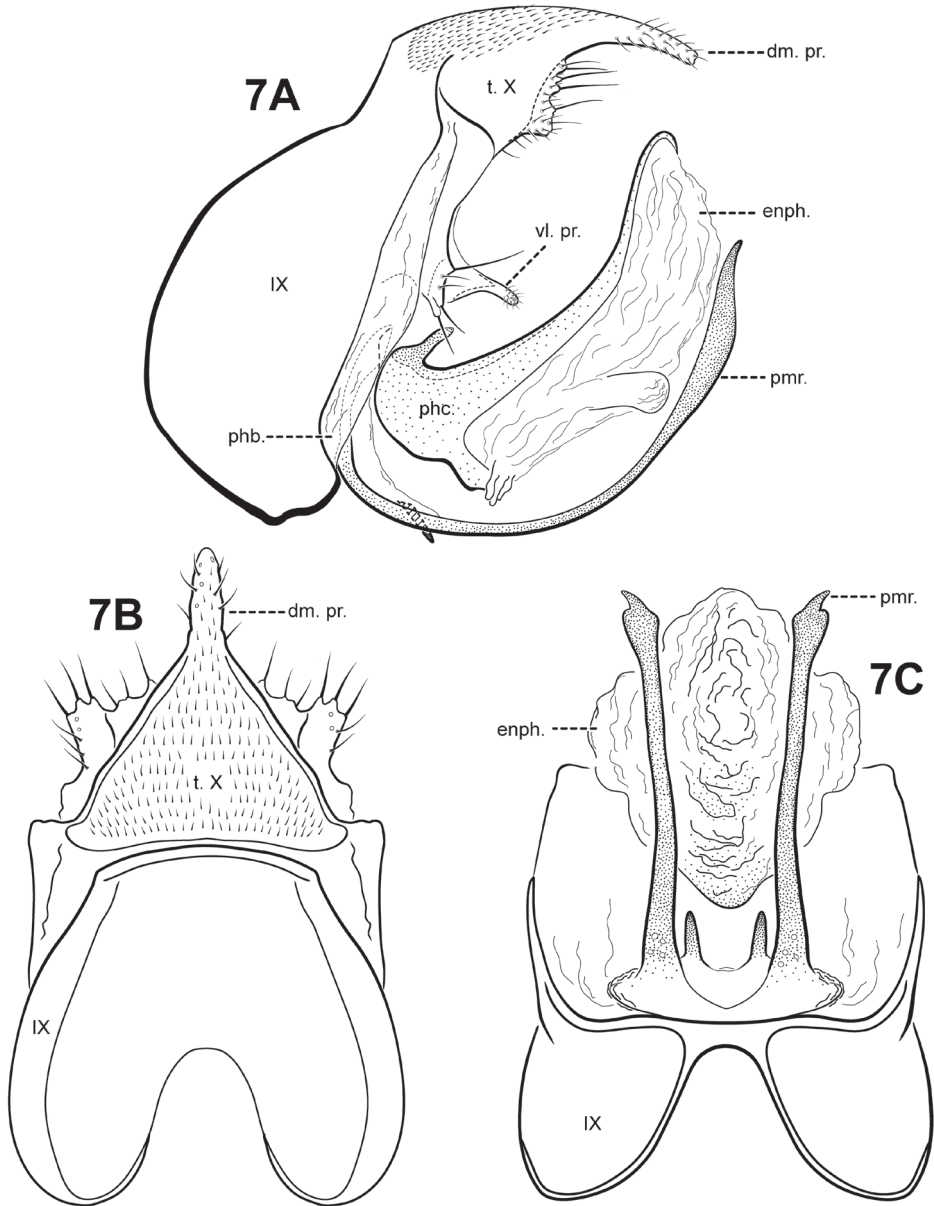 7A
dm. pr.
t. X
enph.
vl. pr.
IX
pmr.
phc.
phb.
7B
dm. pr.
t. X
IX
pmr.
7C
enph.
IX